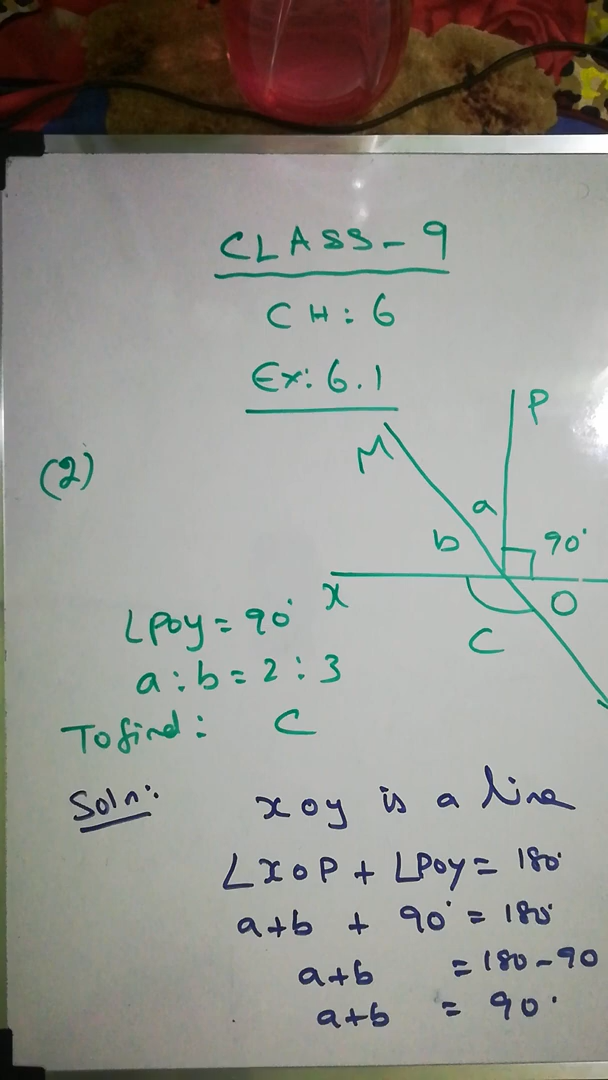 CLASS-9
CH: 6
Ex: 6.1
(2)
P
M
a
b
90°
x
O
C
∠poy = 90°
a : b = 2 : 3
To find : C
Soln:
xoy is a line
∠xoP + ∠Poy = 180°
a+b + 90° = 180°
a+b = 180-90
a+b = 90°